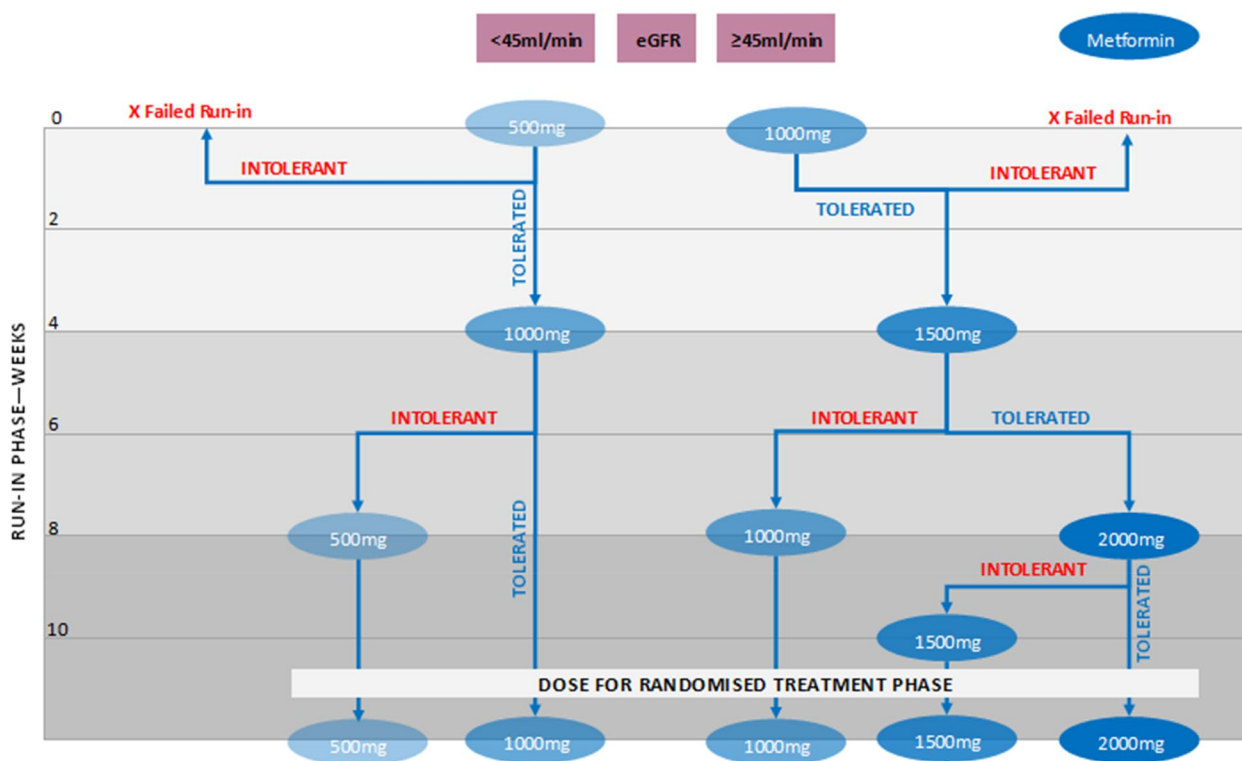 <45ml/min
eGFR
≥45ml/min
Metformin
X Failed Run-in
X Failed Run-in
0
500mg
1000mg
INTOLERANT
INTOLERANT
TOLERATED
TOLERATED
2
4
1000mg
1500mg
RUN-IN PHASE—WEEKS
INTOLERANT
INTOLERANT
TOLERATED
6
TOLERATED
8
500mg
1000mg
2000mg
INTOLERANT
TOLERATED
10
1500mg
DOSE FOR RANDOMISED TREATMENT PHASE
500mg
1000mg
1000mg
1500mg
2000mg